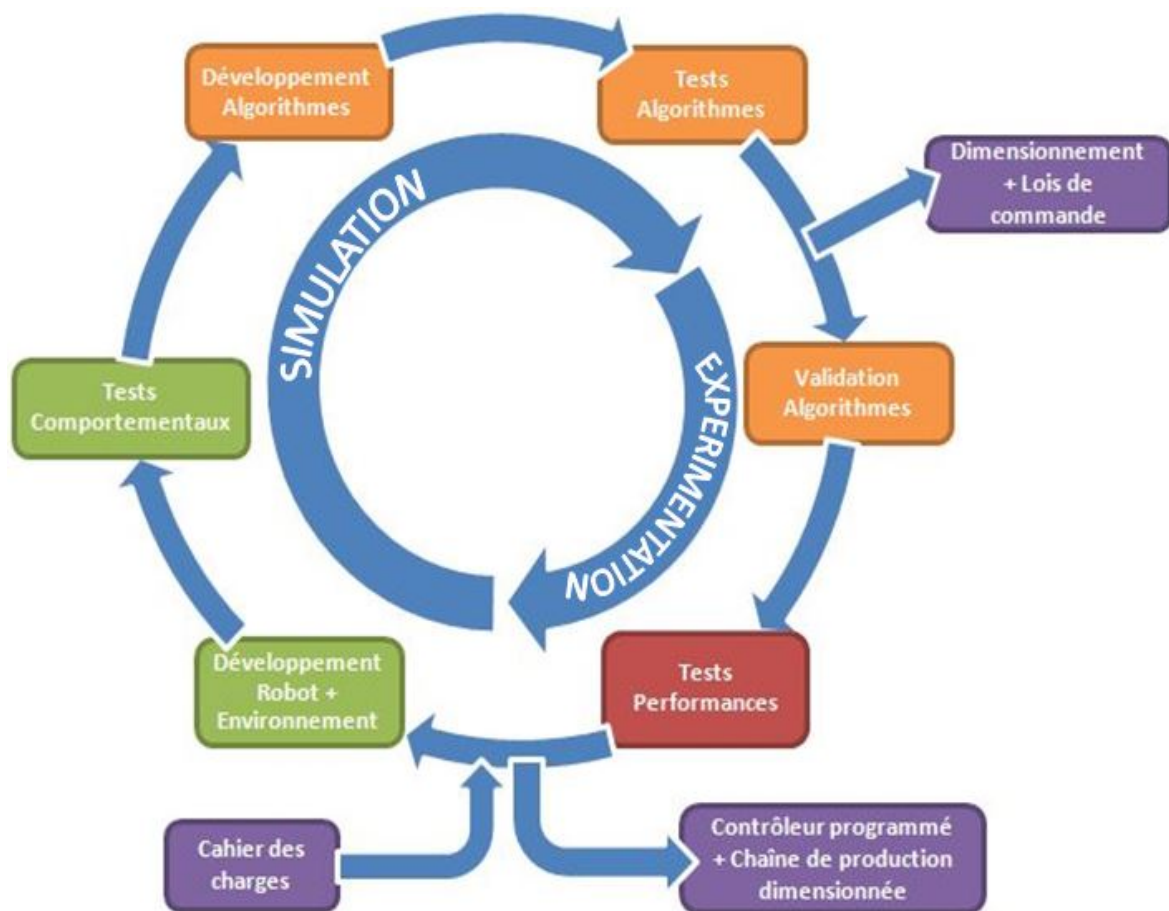 Développement
Algorithmes
Tests
Algorithmes
Dimensionnement
+ Lois de
commande
SIMULATION
EXPERIMENTATION
Tests
Comportementaux
Validation
Algorithmes
Développement
Robot +
Environnement
Tests
Performances
Cahier des
charges
Contrôleur programmé
+ Chaîne de production
dimensionnée